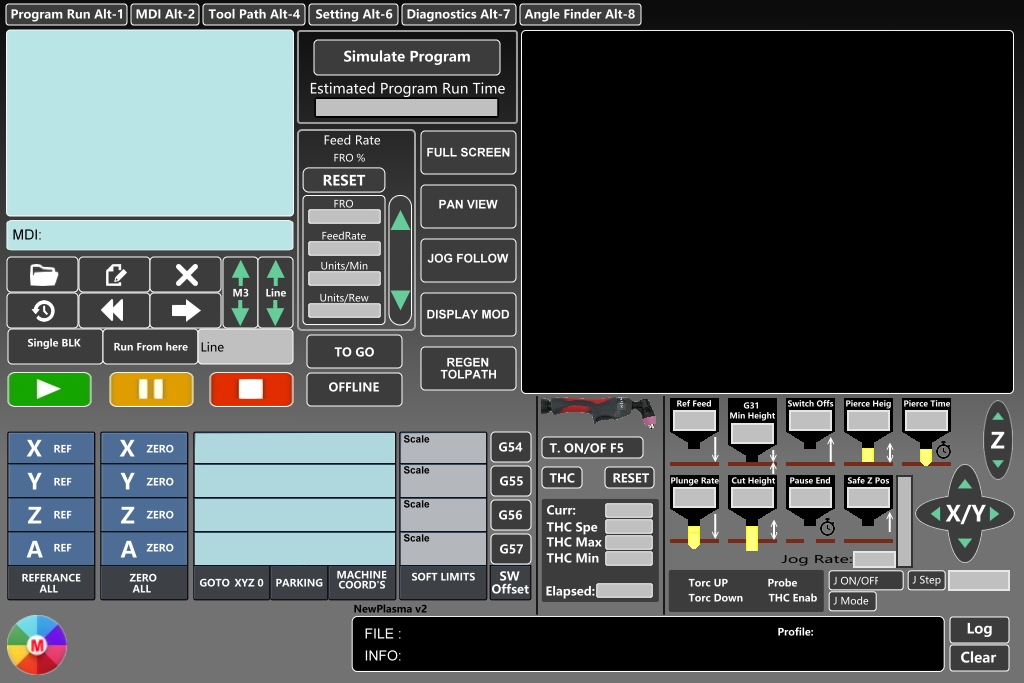 Program Run Alt-1 MDI Alt-2 Tool Path Alt-4 Setting Alt-6 Diagnostics Alt-7 Angle Finder Alt-8
Simulate Program
Estimated Program Run Time
Feed Rate
FRO %
RESET
FRO
FeedRate
Units/Min
Units/Rew
FULL SCREEN
PAN VIEW
JOG FOLLOW
DISPLAY MOD
REGEN
TOLPATH
MDI:
M3 Line
Single BLK Run From here Line
TO GO
OFFLINE
X REF X ZERO Scale G54
Y REF Y ZERO Scale G55
Z REF Z ZERO Scale G56
A REF A ZERO Scale G57
REFERANCE
ALL
ZERO
ALL
GOTO XYZ 0
PARKING
MACHINE
COORD'S
SOFT LIMITS
SW
Offset
T. ON/OF F5
THC RESET
Curr:
THC Spe
THC Max
THC Min
Elapsed:
Ref Feed
G31
Min Height
Switch Offs
Pierce Heig
Pierce Time
Z
Plunge Rate
Cut Height
Pause End
Safe Z Pos
X/Y
Jog Rate:
Torc UP Probe
Torc Down THC Enab
J ON/OFF J Step
J Mode
NewPlasma v2
FILE : Profile:
INFO:
Log
Clear
M